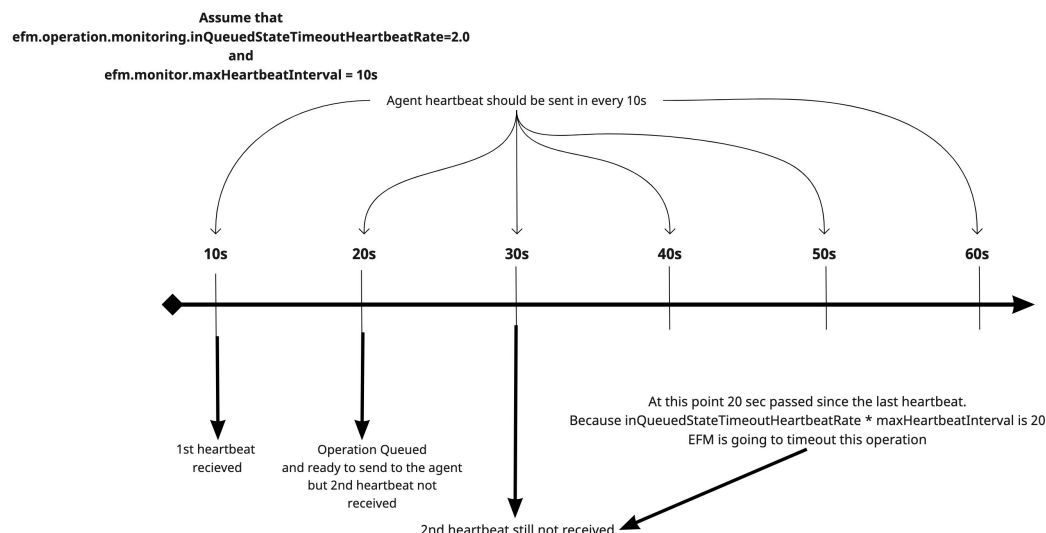 Assume that
efm.operation.monitoring.inQueuedStateTimeoutHeartbeatRate=2.0
and
efm.monitor.maxHeartbeatInterval = 10s
Agent heartbeat should be sent in every 10s
10s
20s
30s
40s
50s
60s
At this point 20 sec passed since the last heartbeat.
Because inQueuedStateTimeoutHeartbeatRate * maxHeartbeatInterval is 20
EFM is going to timeout this operation
1st heartbeat
recieved
Operation Queued
and ready to send to the agent
but 2nd heartbeat not
received
2nd heartbeat still not received